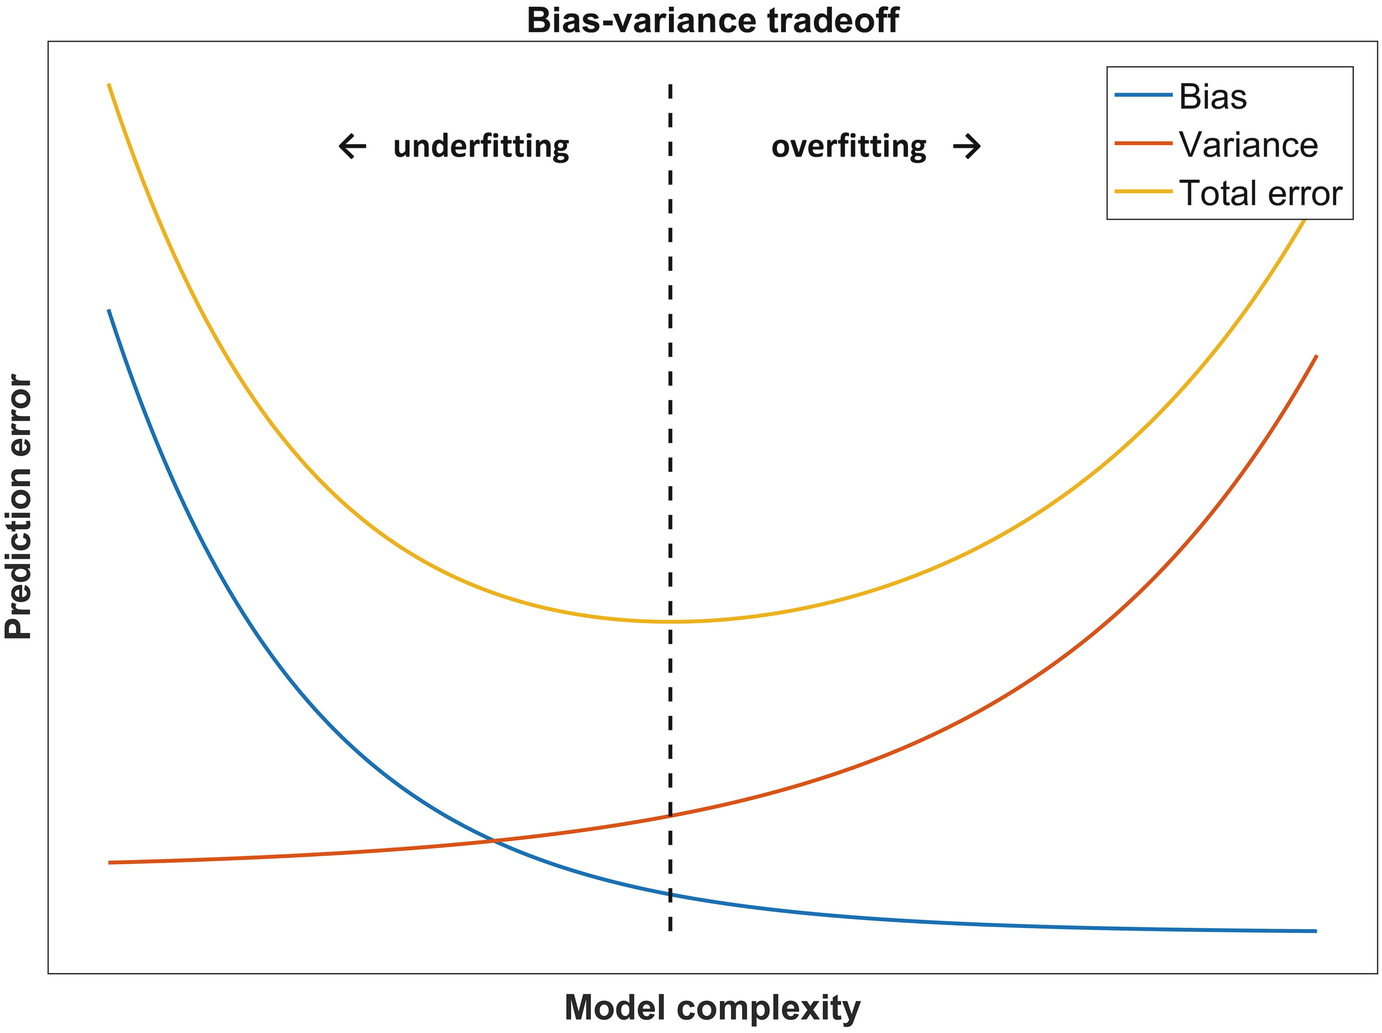 Bias-variance tradeoff
← underfitting
overfitting →
Bias
Variance
Total error
Prediction error
Model complexity